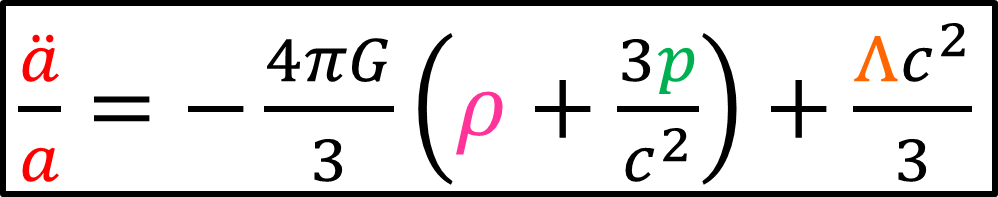 ä/a = − 4πG/3 (ρ + 3p/c²) + Λc²/3